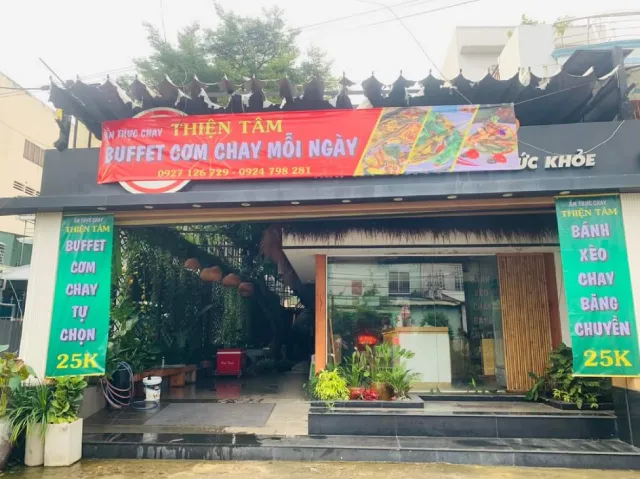 ẨM THỰC CHAY THIỆN TÂM
BUFFET CƠM CHAY MỖI NGÀY
0927 126 729 - 0924 798 281
ỨC KHỎE
ẨM THỰC CHAY
THIỆN TÂM
BUFFET
CƠM
CHAY
TỰ
CHỌN
25K
ẨM THỰC CHAY
THIỆN TÂM
BÁNH
XÈO
CHAY
BĂNG
CHUYỀN
25K